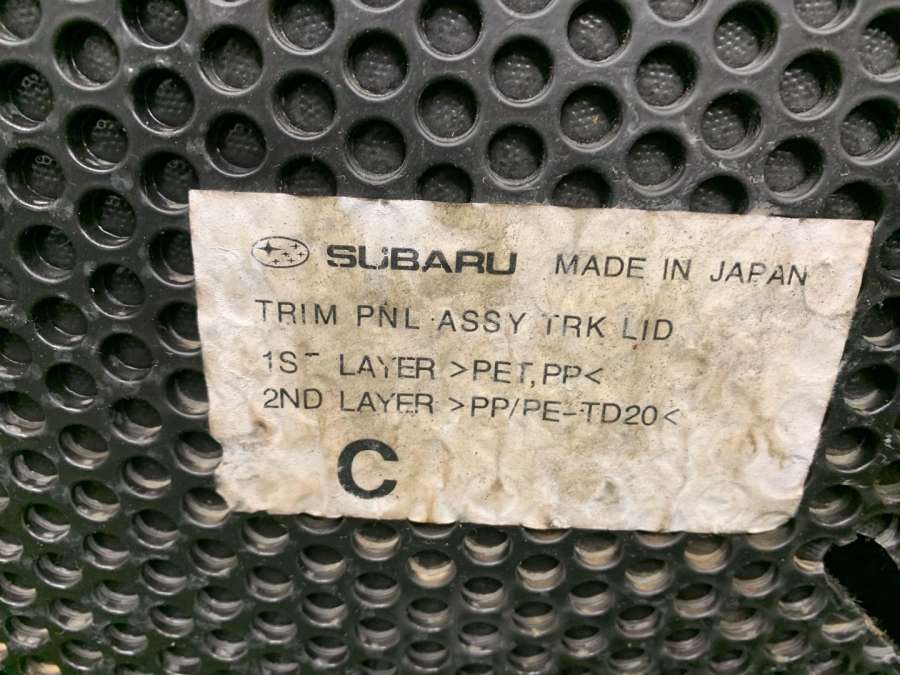 SUBARU MADE IN JAPAN
TRIM PNL ASSY TRK LID
1ST LAYER >PET, PP<
2ND LAYER >PP/PE-TD20<
C